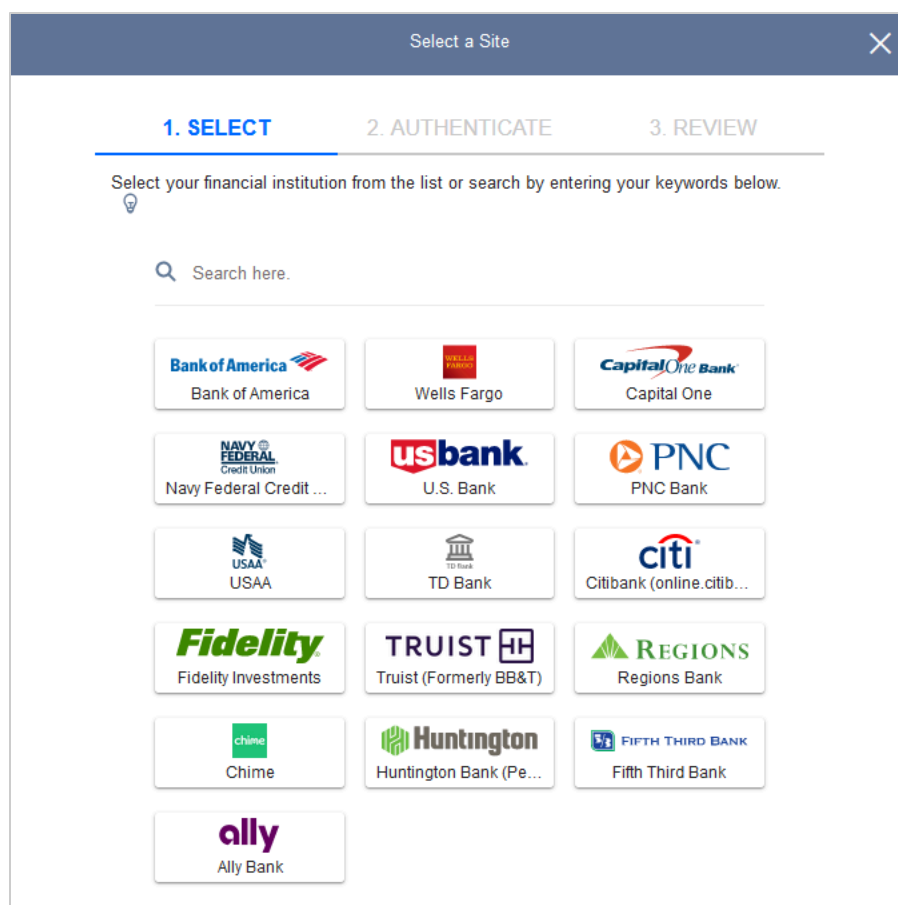 Select a Site
1. SELECT 2. AUTHENTICATE 3. REVIEW
Select your financial institution from the list or search by entering your keywords below.
Search here.
Bank of America
Bank of America
WELLS FARGO
Wells Fargo
Capital One Bank
Capital One
NAVY FEDERAL Credit Union
Navy Federal Credit ...
usbank
U.S. Bank
PNC
PNC Bank
USAA
USAA
TD Bank
TD Bank
citi
Citibank (online.citib...
Fidelity
Fidelity Investments
TRUIST
Truist (Formerly BB&T)
REGIONS
Regions Bank
chime
Chime
Huntington
Huntington Bank (Pe...
FIFTH THIRD BANK
Fifth Third Bank
ally
Ally Bank